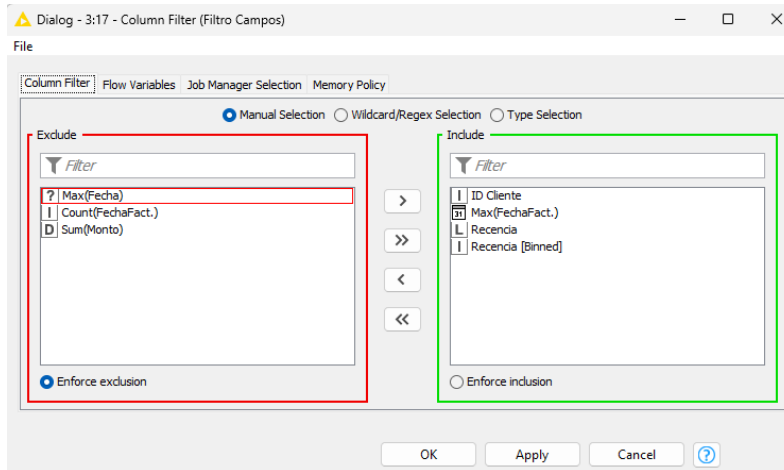 Dialog - 3:17 - Column Filter (Filtro Campos)
File
Column Filter Flow Variables Job Manager Selection Memory Policy
Manual Selection Wildcard/Regex Selection Type Selection
Exclude
Filter
? Max(Fecha)
I Count(FechaFact.)
D Sum(Monto)
Enforce exclusion
>
>>
<
<<
Include
Filter
I ID Cliente
31 Max(FechaFact.)
L Recencia
I Recencia [Binned]
Enforce inclusion
OK Apply Cancel ?